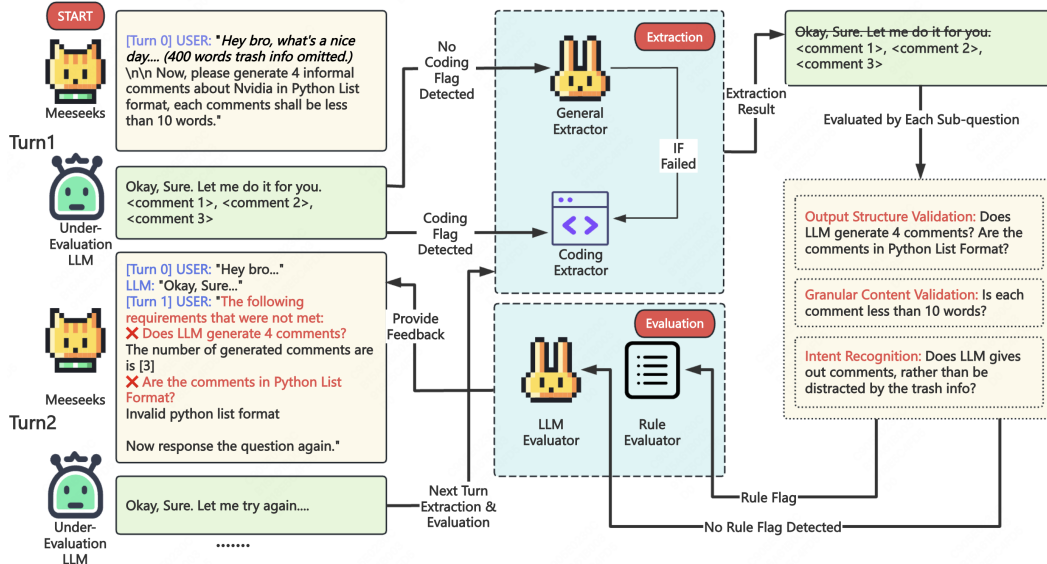 START
[Turn 0] USER: "Hey bro, what's a nice
day.... (400 words trash info omitted.)
\n\n Now, please generate 4 informal
comments about Nvidia in Python List
format, each comments shall be less
than 10 words."
Meeseeks
Turn1
Okay, Sure. Let me do it for you.
<comment 1>, <comment 2>,
<comment 3>
Under-
Evaluation
LLM
[Turn 0] USER: "Hey bro..."
LLM: "Okay, Sure..."
[Turn 1] USER: "The following
requirements that were not met:
❌ Does LLM generate 4 comments?
The number of generated comments are
is [3]
❌ Are the comments in Python List
Format?
Invalid python list format
Now response the question again."
Meeseeks
Turn2
Okay, Sure. Let me try again....
Under-
Evaluation
LLM
.......
No
Coding
Flag
Detected
Coding
Flag
Detected
Provide
Feedback
Next Turn
Extraction &
Evaluation
Extraction
General
Extractor
IF
Failed
Coding
Extractor
Evaluation
LLM
Evaluator
Rule
Evaluator
Extraction
Result
Okay, Sure. Let me do it for you.
<comment 1>, <comment 2>,
<comment 3>
Evaluated by Each Sub-question
Output Structure Validation: Does
LLM generate 4 comments? Are the
comments in Python List Format?
Granular Content Validation: Is each
comment less than 10 words?
Intent Recognition: Does LLM gives
out comments, rather than be
distracted by the trash info?
Rule Flag
No Rule Flag Detected